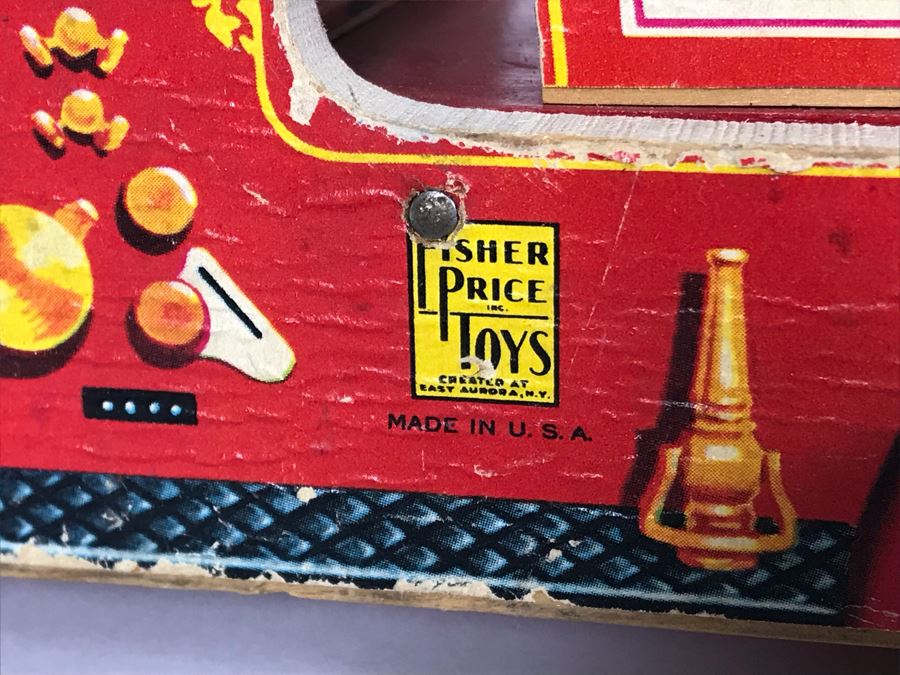 FISHER
PRICE
INC.
TOYS
CREATED AT
EAST AURORA, N.Y.
MADE IN U. S. A.